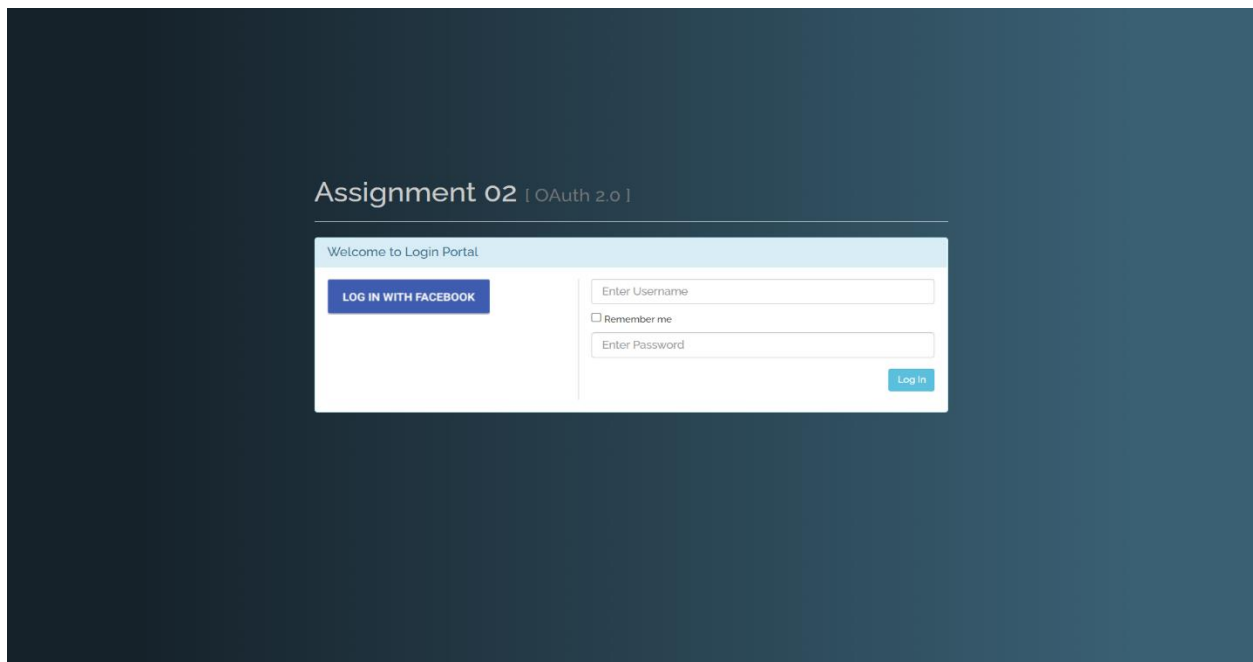 Assignment 02 [ OAuth 2.0 ]
Welcome to Login Portal
LOG IN WITH FACEBOOK
Enter Username
Remember me
Enter Password
Log In